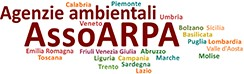 Calabria Piemonte
Agenzie ambientali Umbria
Veneto Bolzano Sicilia
AssoARPA Basilicata
Puglia Lombardia
Emilia Romagna Friuli Venezia Giulia Abruzzo Valle d'Aosta
Toscana Liguria Campania Marche Molise
Trento Sardegna Lazio